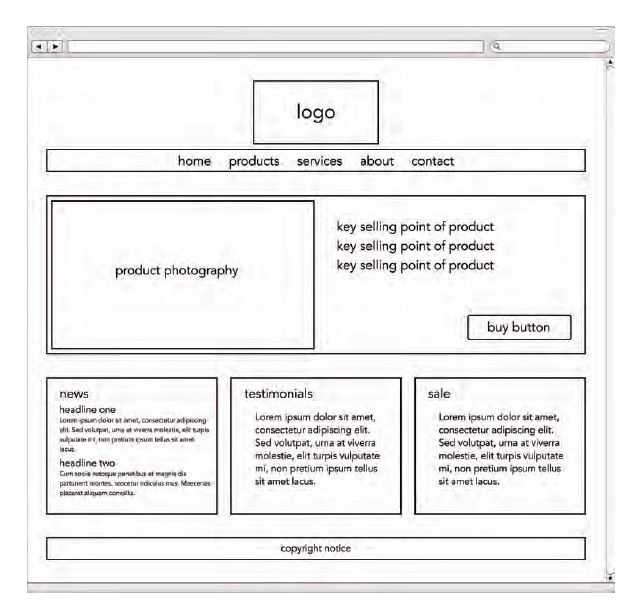 logo
home products services about contact
product photography
key selling point of product
key selling point of product
key selling point of product
buy button
news
headline one
Lorem ipsum dolor sit amet, consectetur adipiscing
elit. Sed volutpat, urna at viverra molestie, elit turpis
vulputate mi, non pretium ipsum tellus sit amet
lacus.
headline two
Cum sociis natoque penatibus et magnis dis
parturient montes, nascetur ridiculus mus. Maecenas
placerat aliquam convallis.
testimonials
Lorem ipsum dolor sit amet,
consectetur adipiscing elit.
Sed volutpat, urna at viverra
molestie, elit turpis vulputate
mi, non pretium ipsum tellus
sit amet lacus.
sale
Lorem ipsum dolor sit amet,
consectetur adipiscing elit.
Sed volutpat, urna at viverra
molestie, elit turpis vulputate
mi, non pretium ipsum tellus
sit amet lacus.
copyright notice